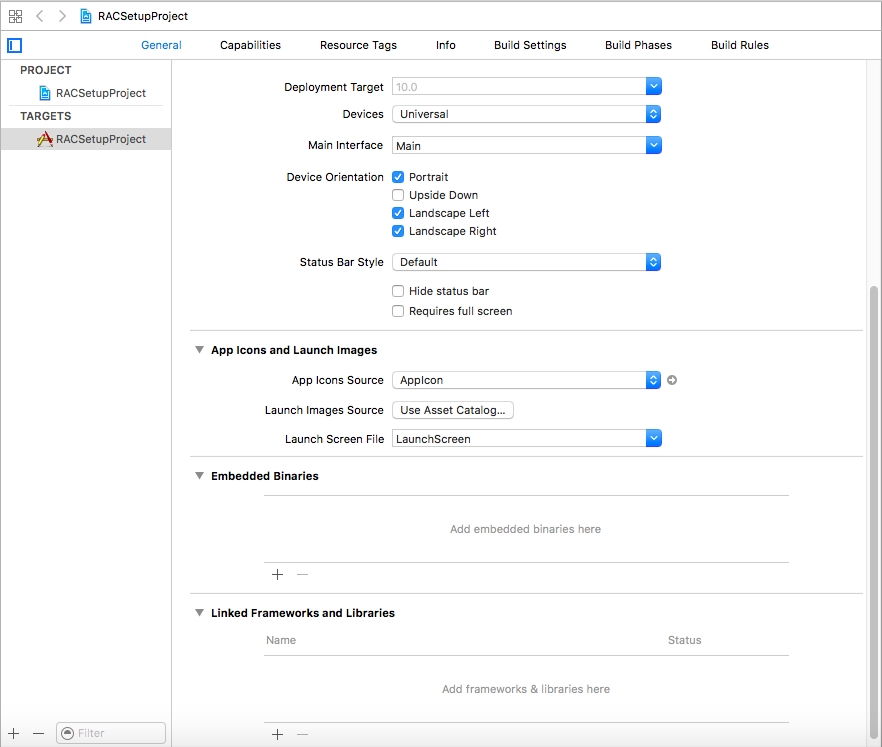 RACSetupProject
General Capabilities Resource Tags Info Build Settings Build Phases Build Rules
PROJECT
RACSetupProject
TARGETS
RACSetupProject
Filter
Deployment Target 10.0
Devices Universal
Main Interface Main
Device Orientation Portrait
Upside Down
Landscape Left
Landscape Right
Status Bar Style Default
Hide status bar
Requires full screen
App Icons and Launch Images
App Icons Source AppIcon
Launch Images Source Use Asset Catalog...
Launch Screen File LaunchScreen
Embedded Binaries
Add embedded binaries here
Linked Frameworks and Libraries
Name Status
Add frameworks & libraries here